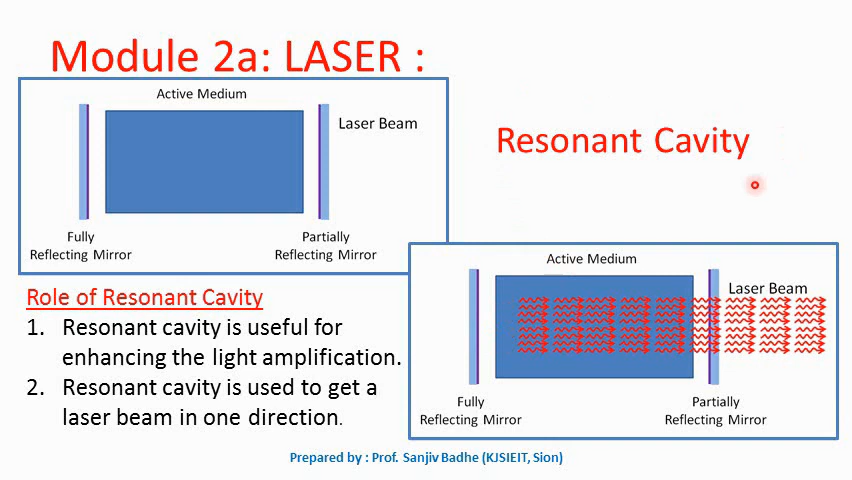 Module 2a: LASER :
Active Medium
Laser Beam
Fully
Reflecting Mirror
Partially
Reflecting Mirror
Resonant Cavity
Role of Resonant Cavity
1. Resonant cavity is useful for
enhancing the light amplification.
2. Resonant cavity is used to get a
laser beam in one direction.
Active Medium
Laser Beam
Fully
Reflecting Mirror
Partially
Reflecting Mirror
Prepared by : Prof. Sanjiv Badhe (KJSIEIT, Sion)